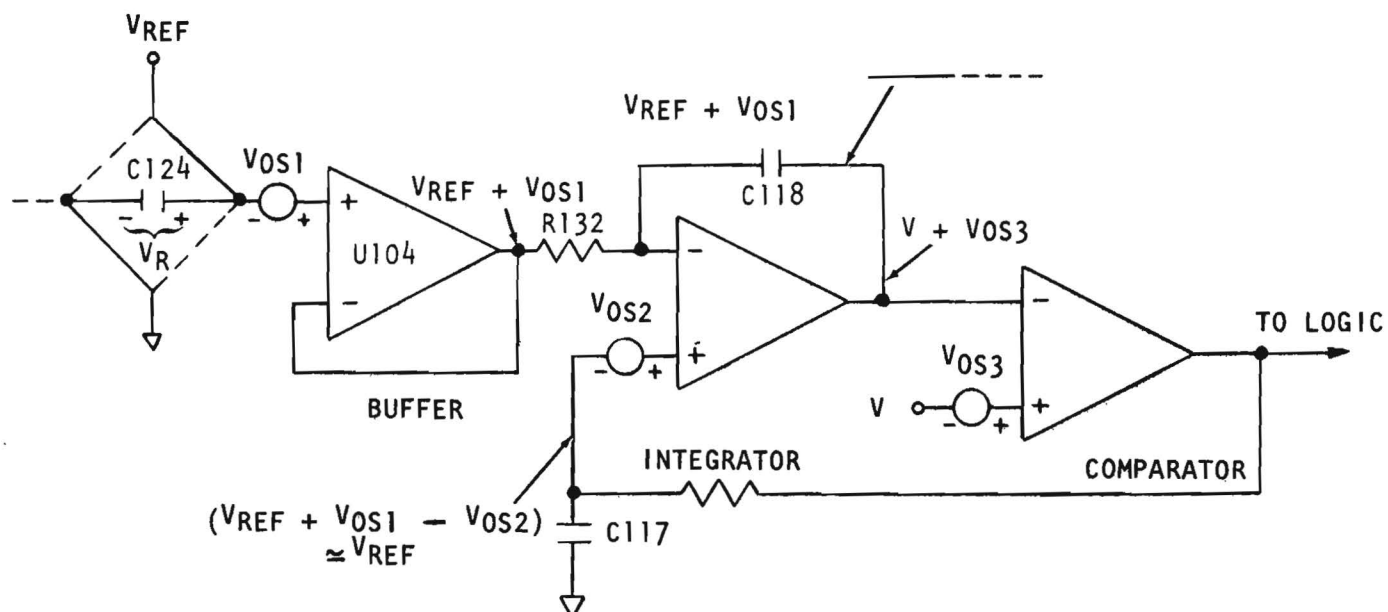 VREF
C124
VOS1
- +
VR
- +
+
U104
-
BUFFER
VREF + VOS1
R132
VREF + VOS1
C118
V + VOS3
-
+
VOS2
- +
INTEGRATOR
(VREF + VOS1 - VOS2)
≃VREF
C117
-
+
VOS3
V
- +
COMPARATOR
TO LOGIC